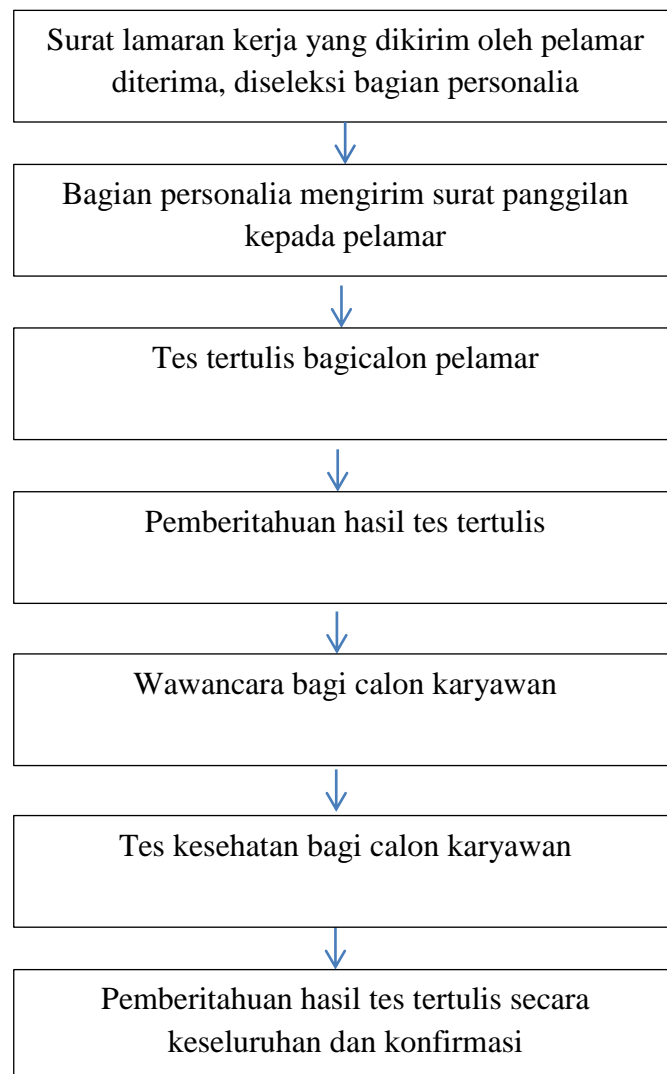 Surat lamaran kerja yang dikirim oleh pelamar
diterima, diseleksi bagian personalia
Bagian personalia mengirim surat panggilan
kepada pelamar
Tes tertulis bagicalon pelamar
Pemberitahuan hasil tes tertulis
Wawancara bagi calon karyawan
Tes kesehatan bagi calon karyawan
Pemberitahuan hasil tes tertulis secara
keseluruhan dan konfirmasi